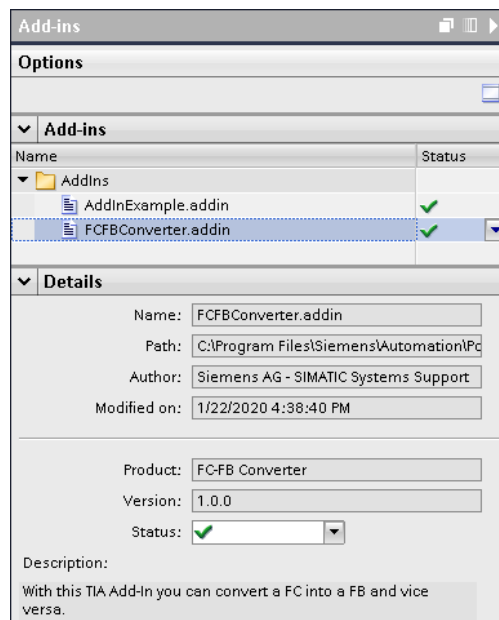 Add-ins
Options
Add-ins
Name Status
AddIns
AddInExample.addin
FCFBConverter.addin
Details
Name: FCFBConverter.addin
Path: C:\Program Files\Siemens\Automation\Po
Author: Siemens AG - SIMATIC Systems Support
Modified on: 1/22/2020 4:38:40 PM
Product: FC-FB Converter
Version: 1.0.0
Status:
Description:
With this TIA Add-In you can convert a FC into a FB and vice
versa.